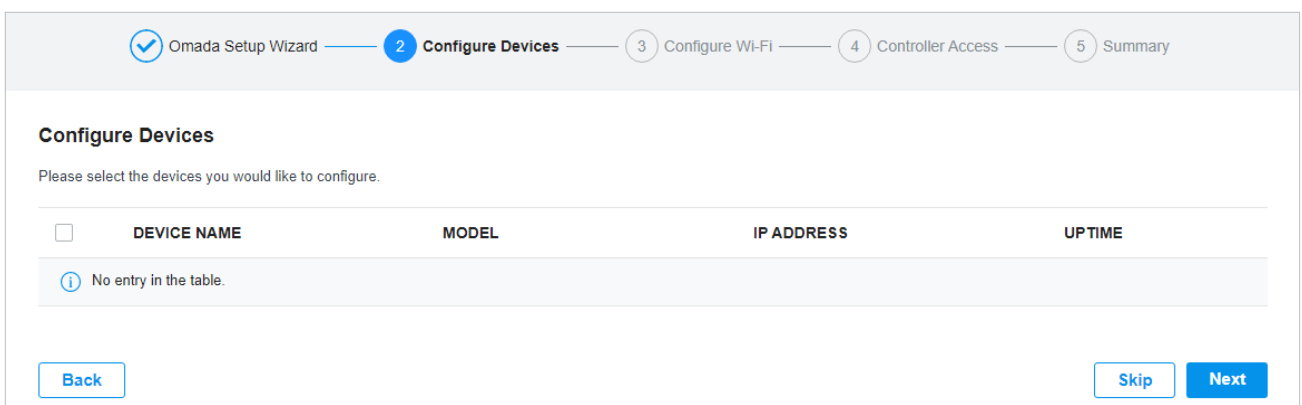 Omada Setup Wizard 2 Configure Devices 3 Configure Wi-Fi 4 Controller Access 5 Summary
Configure Devices
Please select the devices you would like to configure.
DEVICE NAME MODEL IP ADDRESS UPTIME
No entry in the table.
Back Skip Next